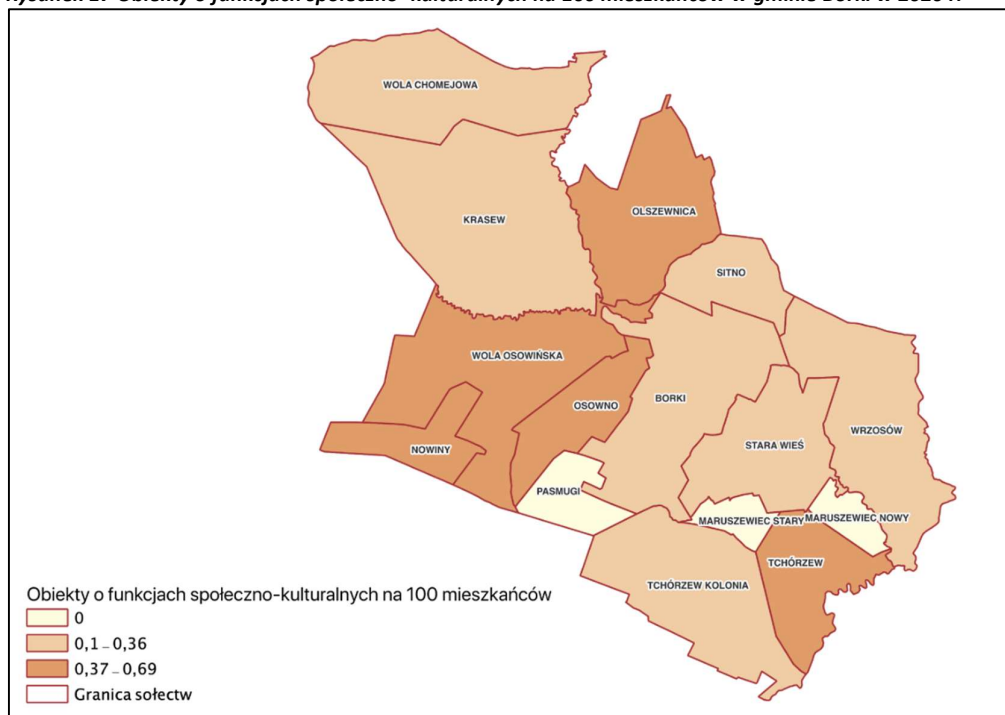 WOLA CHOMEJOWA
KRASEW
OLSZEWNICA
SITNO
WOLA OSOWIŃSKA
OSOWNO
BORKI
WRZOSÓW
STARA WIEŚ
NOWINY
PASMUGI
MARUSZEWIEC STARY
MARUSZEWIEC NOWY
TCHÓRZEW
TCHÓRZEW KOLONIA
Obiekty o funkcjach społeczno-kulturalnych na 100 mieszkańców
0
0,1 – 0,36
0,37 – 0,69
Granica sołectw